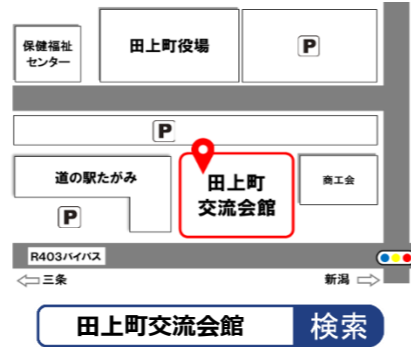 保健福祉
センター
田上町役場
P
P
道の駅たがみ
P
田上町
交流会館
商工会
R403バイパス
三条
新潟
田上町交流会館
検索